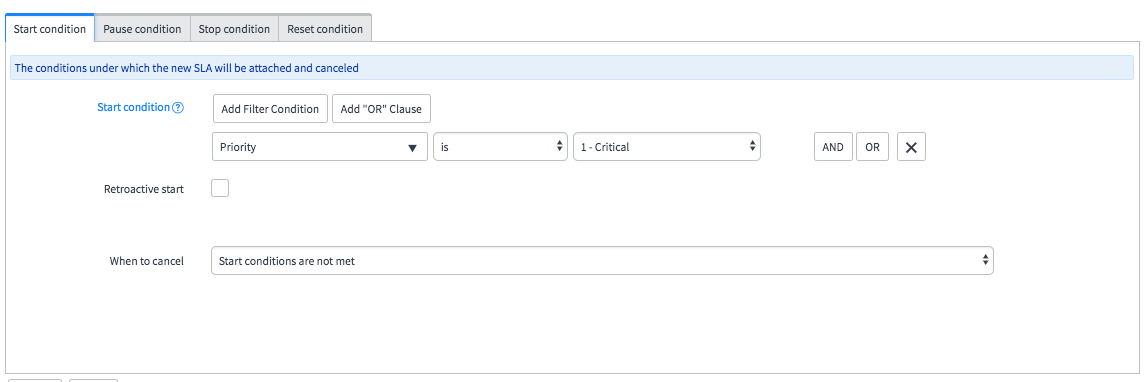 Start condition Pause condition Stop condition Reset condition
The conditions under which the new SLA will be attached and canceled
Start condition ? Add Filter Condition Add "OR" Clause
Priority is 1 - Critical AND OR X
Retroactive start
When to cancel Start conditions are not met